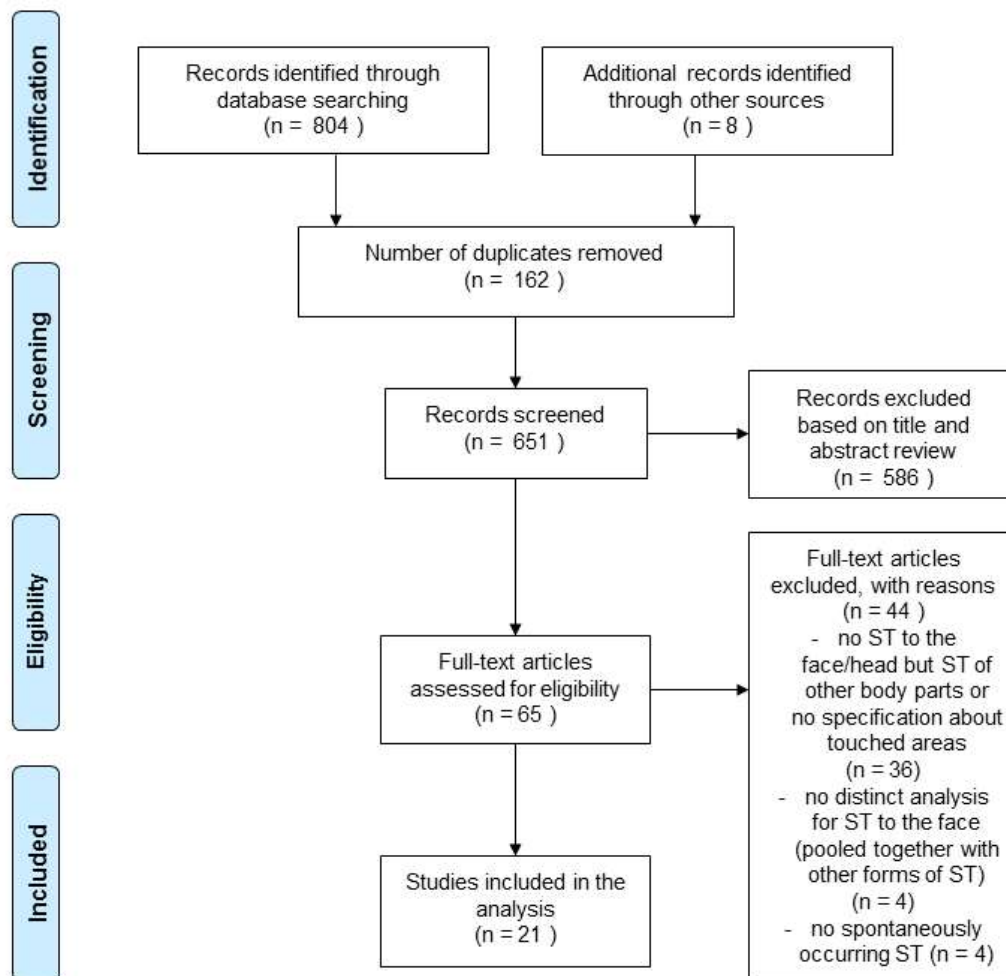 Identification
Records identified through
database searching
(n = 804 )
Additional records identified
through other sources
(n = 8 )
Number of duplicates removed
(n = 162 )
Screening
Records screened
(n = 651 )
Records excluded
based on title and
abstract review
(n = 586 )
Eligibility
Full-text articles
assessed for eligibility
(n = 65 )
Full-text articles
excluded, with reasons
(n = 44 )
- no ST to the
face/head but ST of
other body parts or
no specification about
touched areas
(n = 36)
- no distinct analysis
for ST to the face
(pooled together with
other forms of ST)
(n = 4)
- no spontaneously
occurring ST (n = 4)
Included
Studies included in the
analysis
(n = 21 )